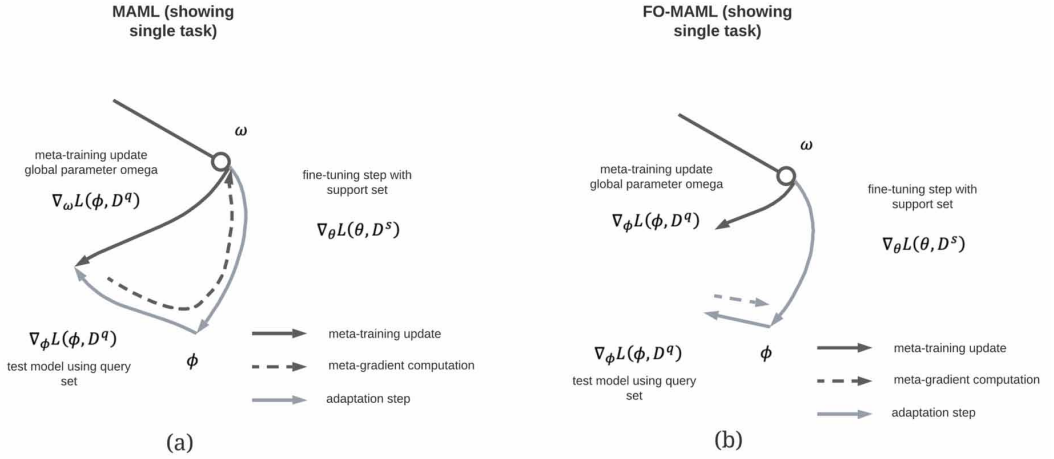 MAML (showing
single task)
ω
meta-training update
global parameter omega
∇ωL(ϕ, D^q)
fine-tuning step with
support set
∇θL(θ, D^s)
∇ϕL(ϕ, D^q)
test model using query
set
ϕ
meta-training update
meta-gradient computation
adaptation step
(a)
FO-MAML (showing
single task)
ω
meta-training update
global parameter omega
∇ϕL(ϕ, D^q)
fine-tuning step with
support set
∇θL(θ, D^s)
∇ϕL(ϕ, D^q)
test model using query
set
ϕ
meta-training update
meta-gradient computation
adaptation step
(b)